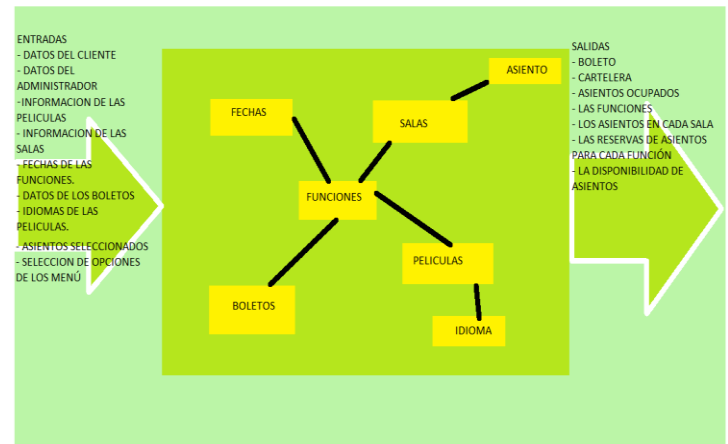 ENTRADAS
- DATOS DEL CLIENTE
- DATOS DEL
ADMINISTRADOR
-INFORMACION DE LAS
PELICULAS
- INFORMACION DE LAS
SALAS
- FECHAS DE LAS
FUNCIONES.
- DATOS DE LOS BOLETOS
- IDIOMAS DE LAS
PELICULAS.
- ASIENTOS SELECCIONADOS
- SELECCION DE OPCIONES
DE LOS MENÚ
ASIENTO
FECHAS
SALAS
FUNCIONES
PELICULAS
BOLETOS
IDIOMA
SALIDAS
- BOLETO
- CARTELERA
- ASIENTOS OCUPADOS
- LAS FUNCIONES
- LOS ASIENTOS EN CADA SALA
- LAS RESERVAS DE ASIENTOS
PARA CADA FUNCIÓN
- LA DISPONIBILIDAD DE
ASIENTOS